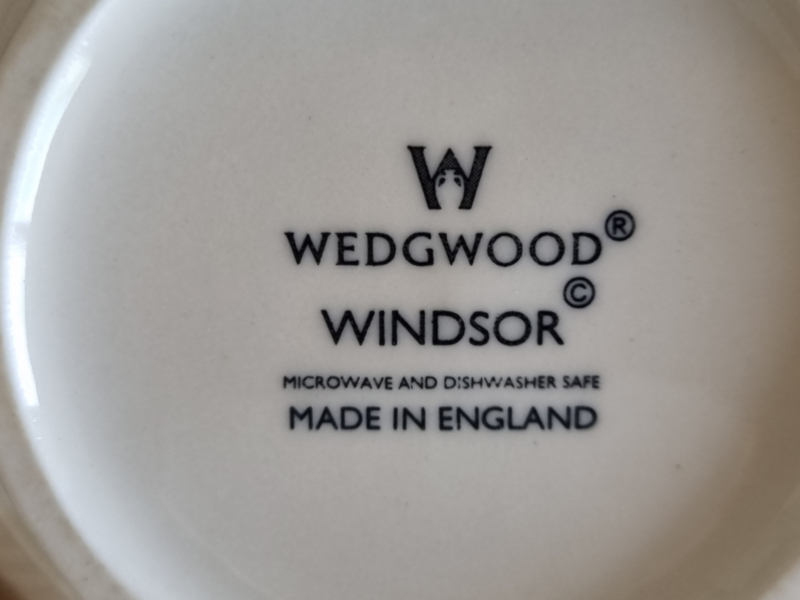 W
WEDGWOOD®
WINDSOR©
MICROWAVE AND DISHWASHER SAFE
MADE IN ENGLAND